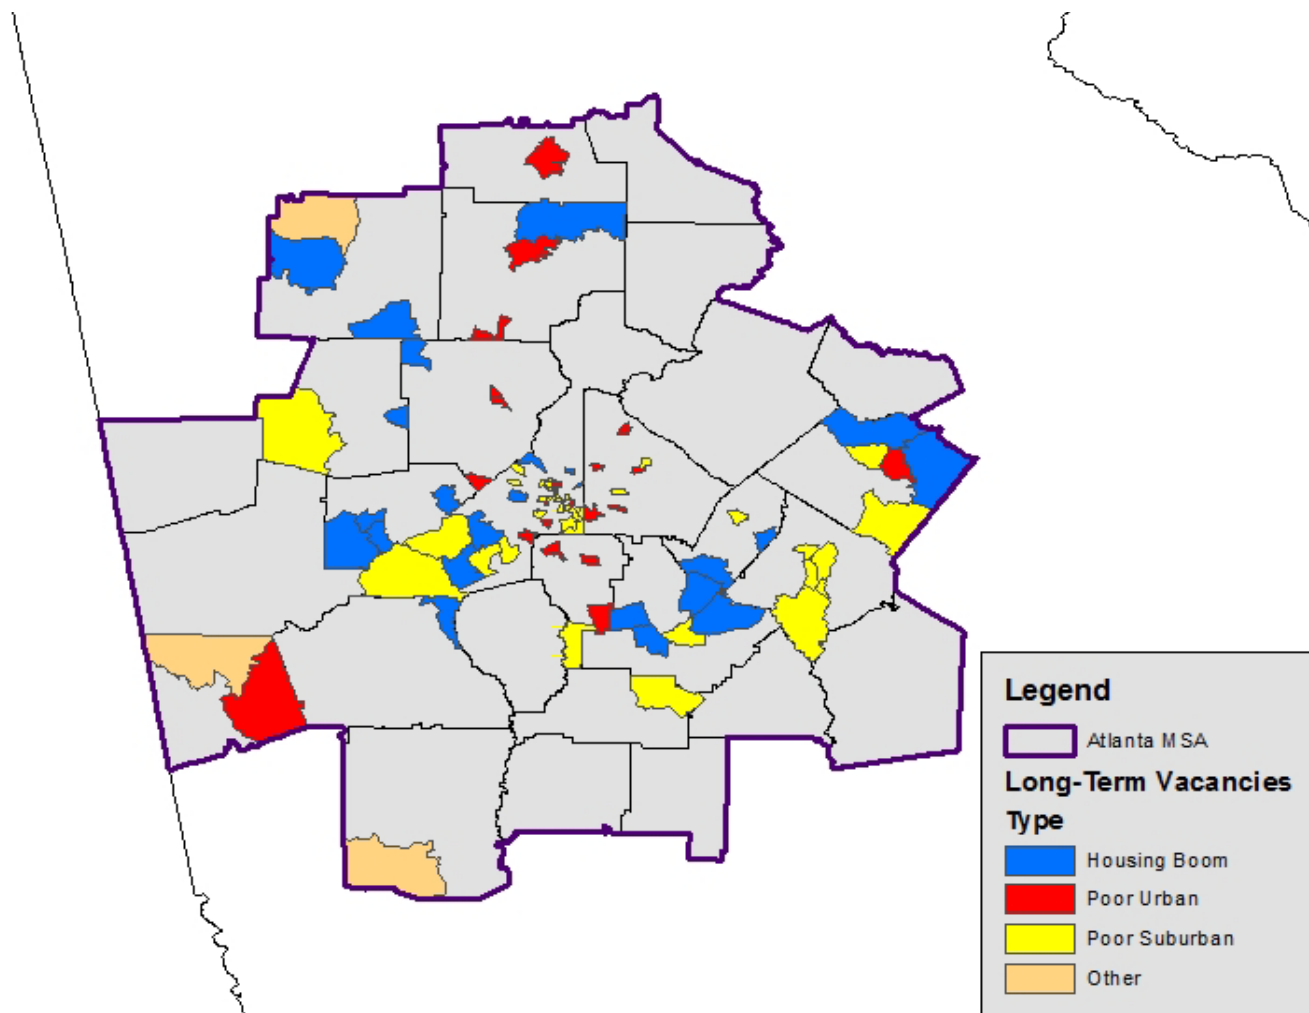 Legend
Atlanta MSA
Long-Term Vacancies
Type
Housing Boom
Poor Urban
Poor Suburban
Other